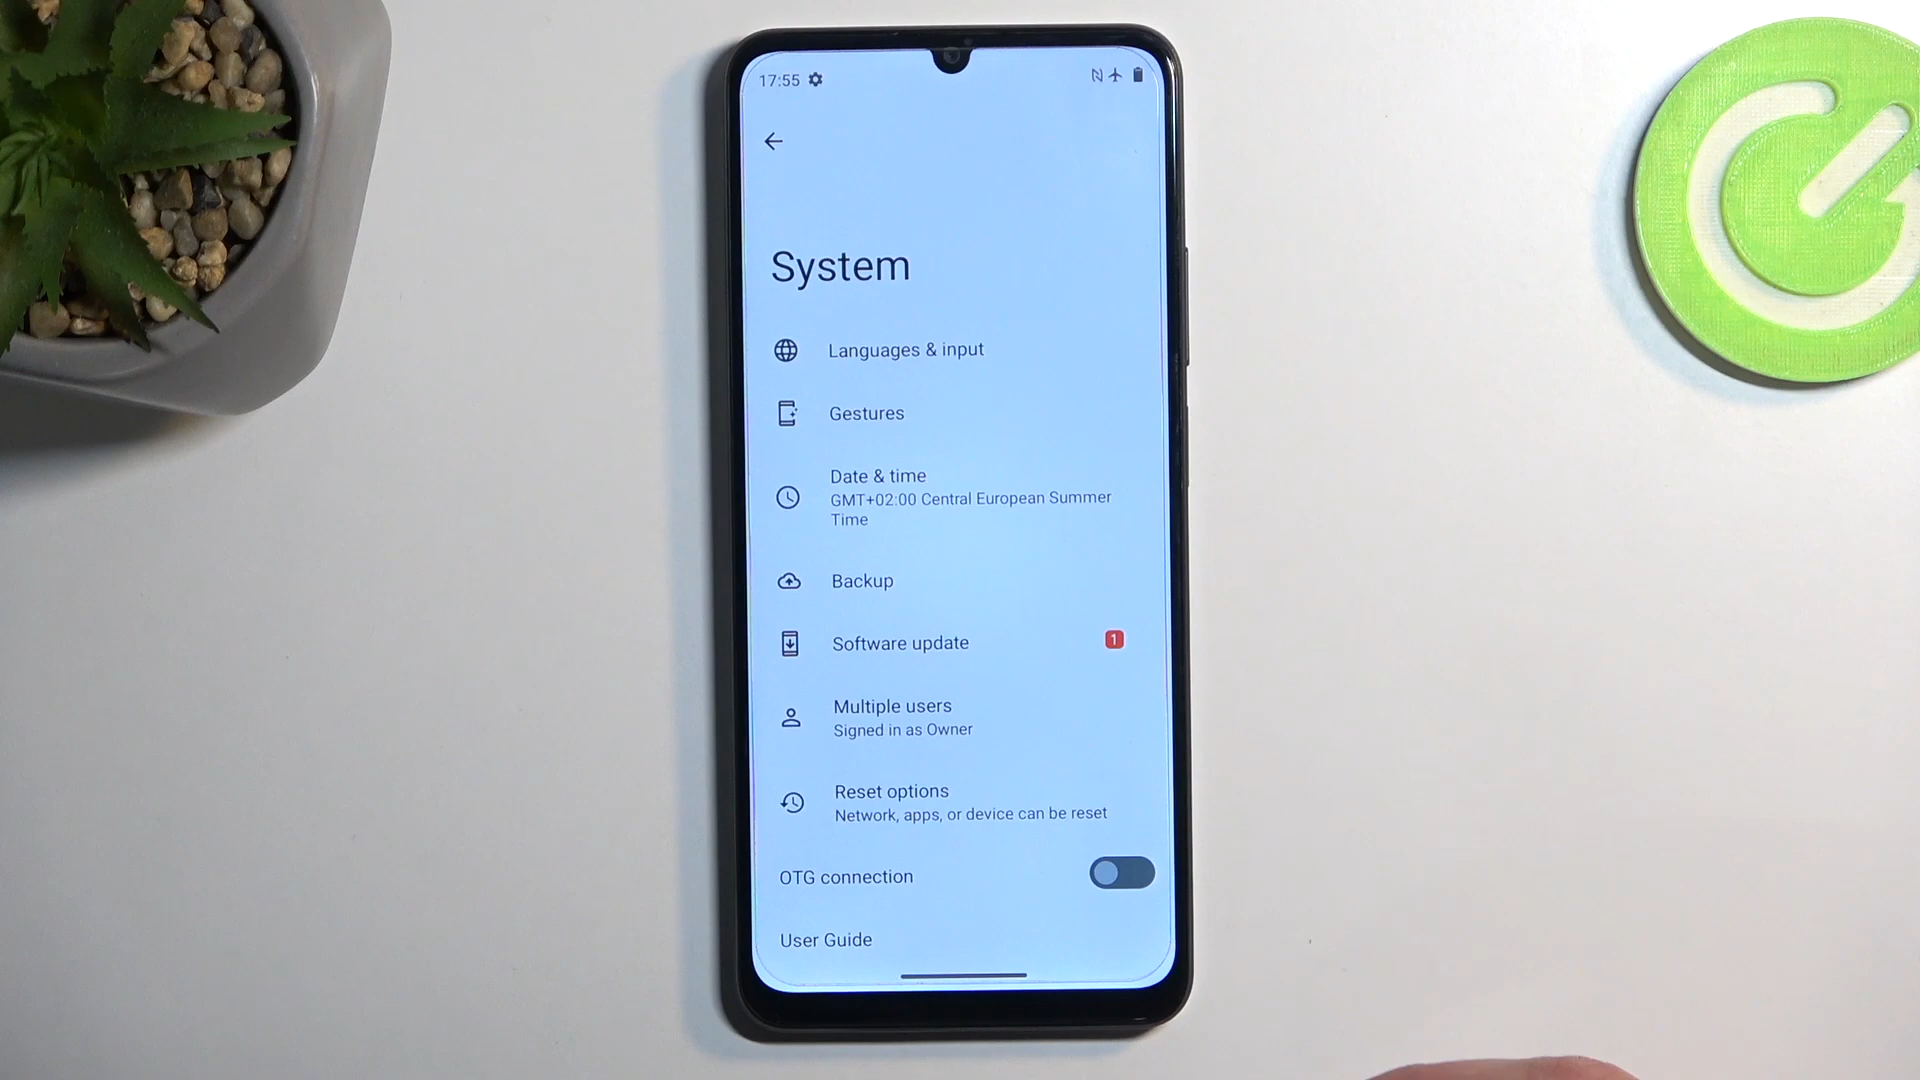 17:55
System
Languages & input
Gestures
Date & time
GMT+02:00 Central European Summer
Time
Backup
Software update
1
Multiple users
Signed in as Owner
Reset options
Network, apps, or device can be reset
OTG connection
User Guide